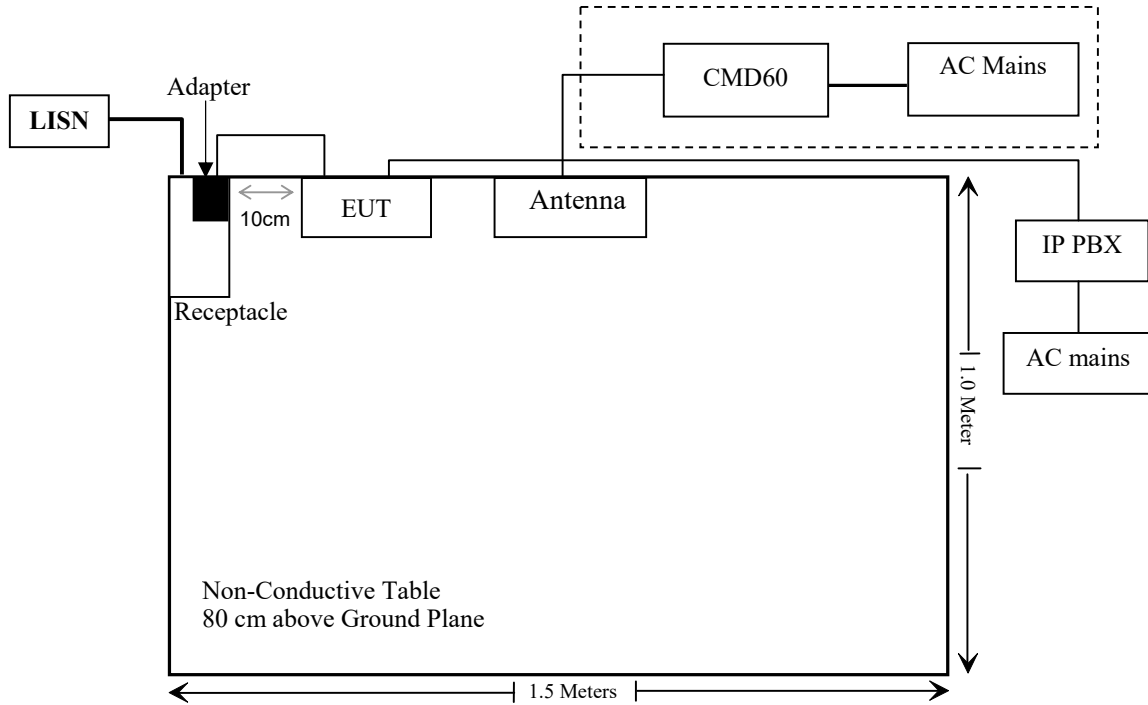 CMD60
AC Mains
Adapter
LISN
10cm
EUT
Antenna
IP PBX
Receptacle
AC mains
1.0 Meter
Non-Conductive Table
80 cm above Ground Plane
1.5 Meters